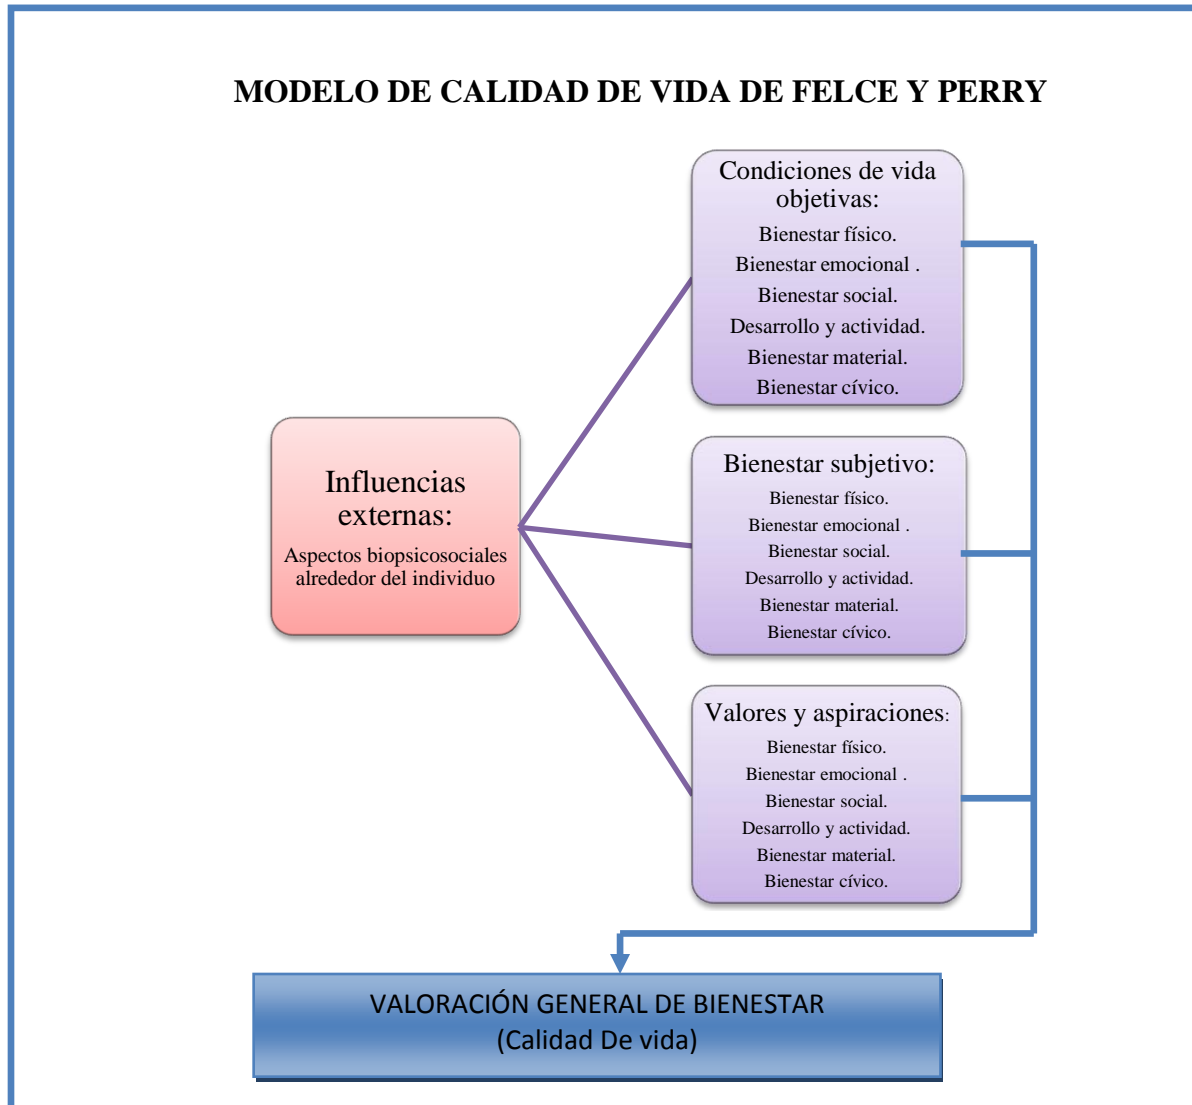 MODELO DE CALIDAD DE VIDA DE FELCE Y PERRY
Condiciones de vida
objetivas:
Bienestar físico.
Bienestar emocional .
Bienestar social.
Desarrollo y actividad.
Bienestar material.
Bienestar cívico.
Influencias
externas:
Aspectos biopsicosociales
alrededor del individuo
Bienestar subjetivo:
Bienestar físico.
Bienestar emocional .
Bienestar social.
Desarrollo y actividad.
Bienestar material.
Bienestar cívico.
Valores y aspiraciones:
Bienestar físico.
Bienestar emocional .
Bienestar social.
Desarrollo y actividad.
Bienestar material.
Bienestar cívico.
VALORACIÓN GENERAL DE BIENESTAR
(Calidad De vida)